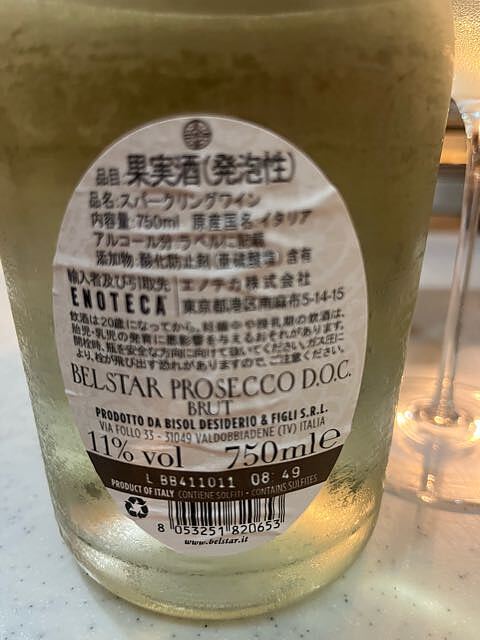 品目:果実酒(発泡性)
品名:スパークリングワイン
内容量:750ml 原産国名:イタリア
アルコール分:ラベルに記載
添加物:酸化防止剤(亜硫酸塩)含有
輸入者及び引取先 エノテカ株式会社
ENOTECA 東京都港区南麻布5-14-15
飲酒は20歳になってから。妊娠中や授乳期の飲酒は、
胎児・乳児の発育に悪影響を与えるおそれがあります。
開栓時、瓶を安全な方向に向けて抜いてください。ガス圧に
より、栓が飛び出す恐れがありますので、ご注意ください。
BELSTAR PROSECCO D.O.C.
BRUT
PRODOTTO DA BISOL DESIDERIO & FIGLI S.R.L.
VIA FOLLO 33 - 31049 VALDOBBIADENE (TV) ITALIA
11% vol 750ml e
L BB411011 08:49
PRODUCT OF ITALY CONTIENE SOLFITI • CONTAINS SULFITES
8 053251 820653
www.belstar.it